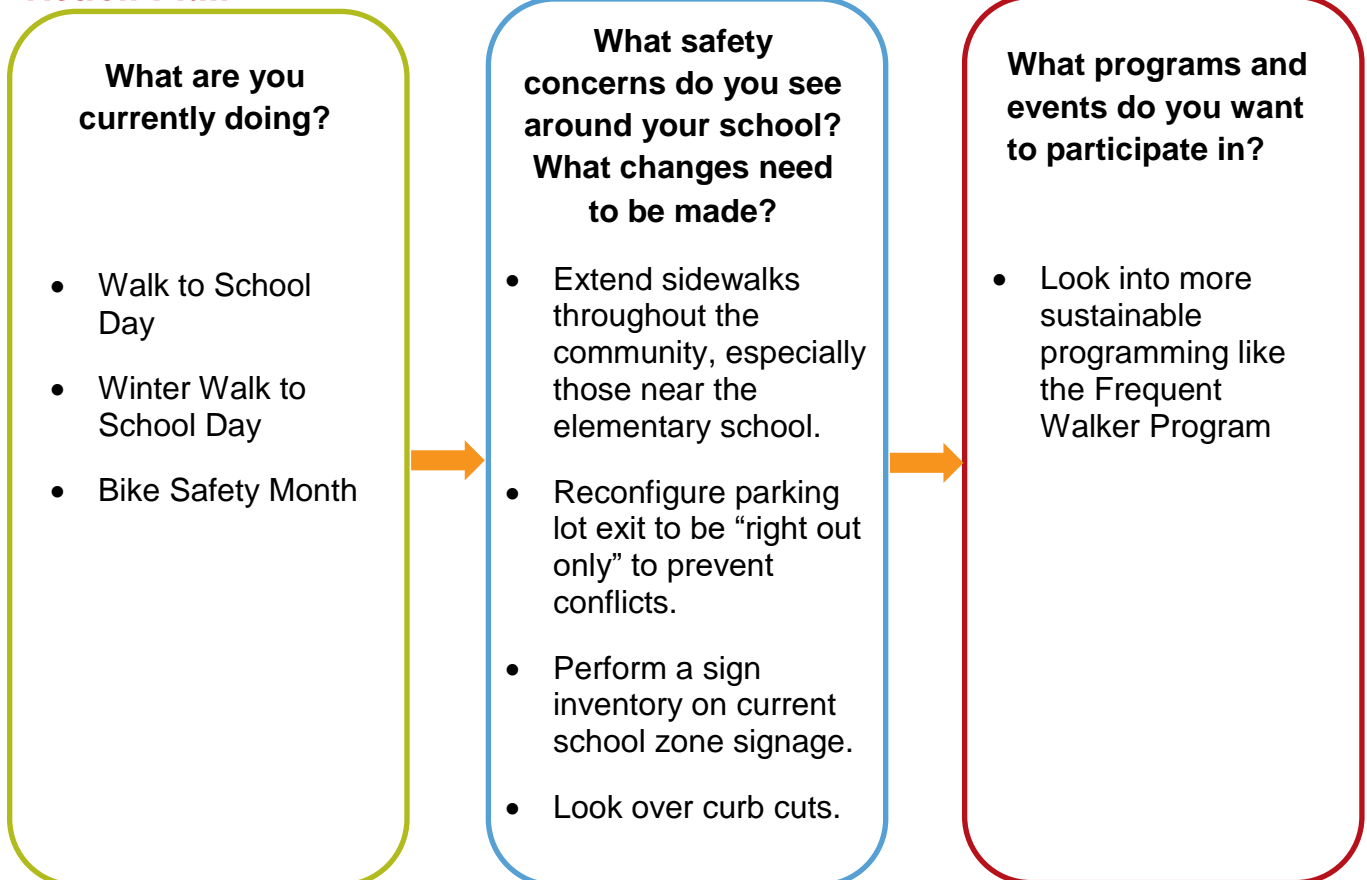 What are you
currently doing?
• Walk to School
Day
• Winter Walk to
School Day
• Bike Safety Month
What safety
concerns do you see
around your school?
What changes need
to be made?
• Extend sidewalks
throughout the
community, especially
those near the
elementary school.
• Reconfigure parking
lot exit to be “right out
only” to prevent
conflicts.
• Perform a sign
inventory on current
school zone signage.
• Look over curb cuts.
What programs and
events do you want
to participate in?
• Look into more
sustainable
programming like
the Frequent
Walker Program